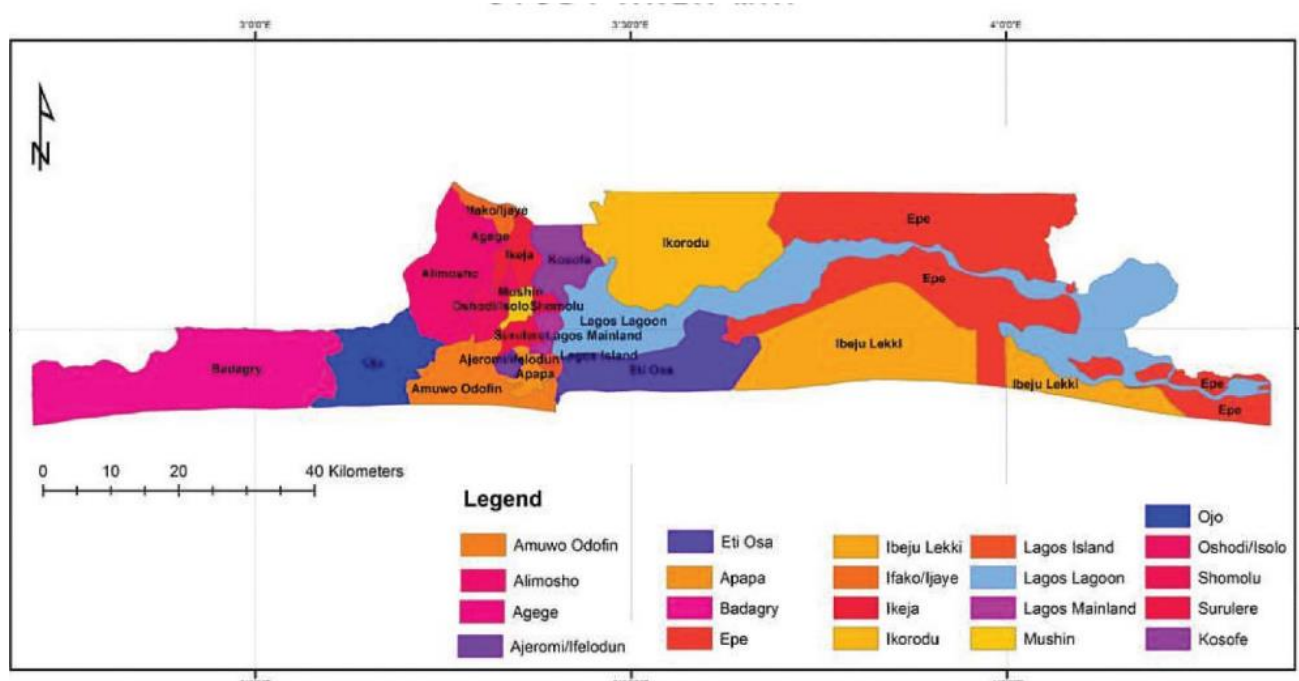 3°0'0"E 3°30'0"E 4°0'0"E
N
Ifako/Ijaye
Agege
Ikeja
Kosofa
Ikorodu
Epe
Alimosho
Epe
Mushin
Oshodi/Isolo
Shomolu
Lagos Lagoon
Surulere
Lagos Mainland
Ibeju Lekki
Lagos Island
Ajeromi/Ifelodun
Badagry
Ojo
Apapa
Eti Osa
Amuwo Odofin
Ibeju Lekki
Epe
Epe
0 10 20 40 Kilometers
Legend
Amuwo Odofin
Alimosho
Agege
Ajeromi/Ifelodun
Eti Osa
Apapa
Badagry
Epe
Ibeju Lekki
Ifako/Ijaye
Ikeja
Ikorodu
Lagos Island
Lagos Lagoon
Lagos Mainland
Mushin
Ojo
Oshodi/Isolo
Shomolu
Surulere
Kosofe